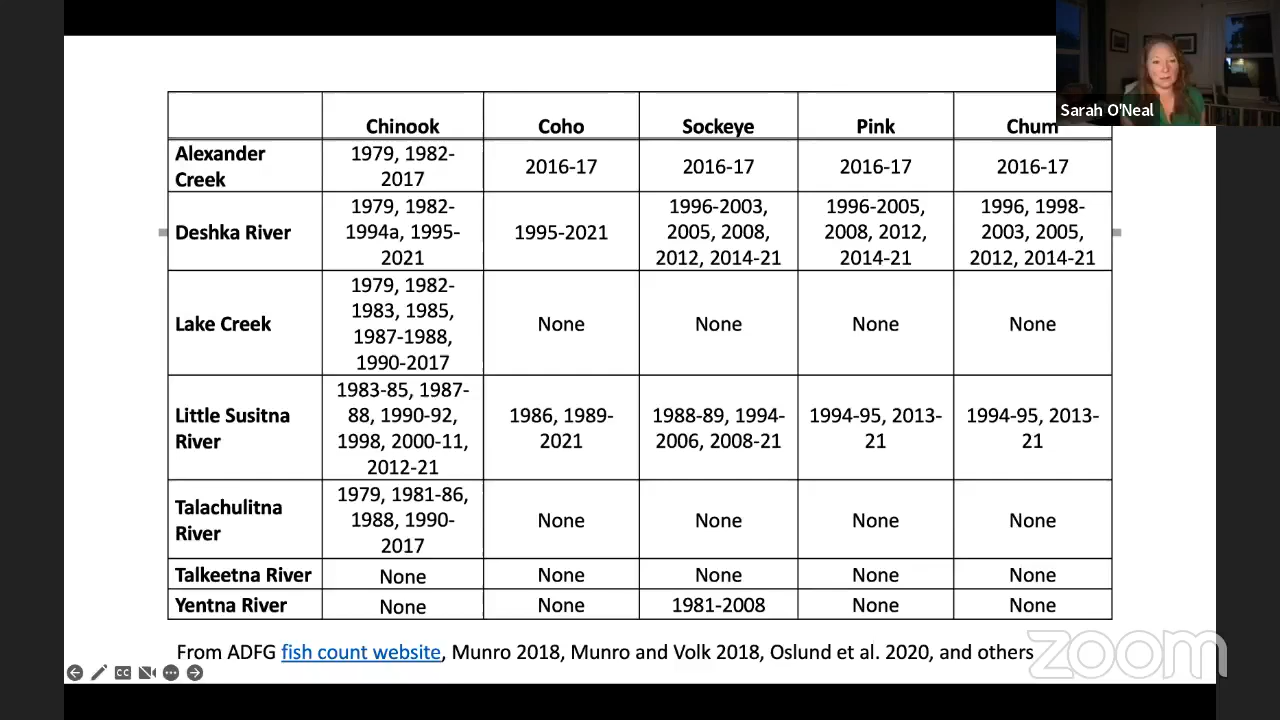 Sarah O'Neal
Chinook Coho Sockeye Pink Chum
Alexander
Creek
1979, 1982-
2017
2016-17
2016-17
2016-17
2016-17
Deshka River
1979, 1982-
1994a, 1995-
2021
1995-2021
1996-2003,
2005, 2008,
2012, 2014-21
1996-2005,
2008, 2012,
2014-21
1996, 1998-
2003, 2005,
2012, 2014-21
Lake Creek
1979, 1982-
1983, 1985,
1987-1988,
1990-2017
None
None
None
None
Little Susitna
River
1983-85, 1987-
88, 1990-92,
1998, 2000-11,
2012-21
1986, 1989-
2021
1988-89, 1994-
2006, 2008-21
1994-95, 2013-
21
1994-95, 2013-
21
Talachulitna
River
1979, 1981-86,
1988, 1990-
2017
None
None
None
None
Talkeetna River None None None None None
Yentna River None None 1981-2008 None None
From ADFG fish count website, Munro 2018, Munro and Volk 2018, Oslund et al. 2020, and others
zoom
CC